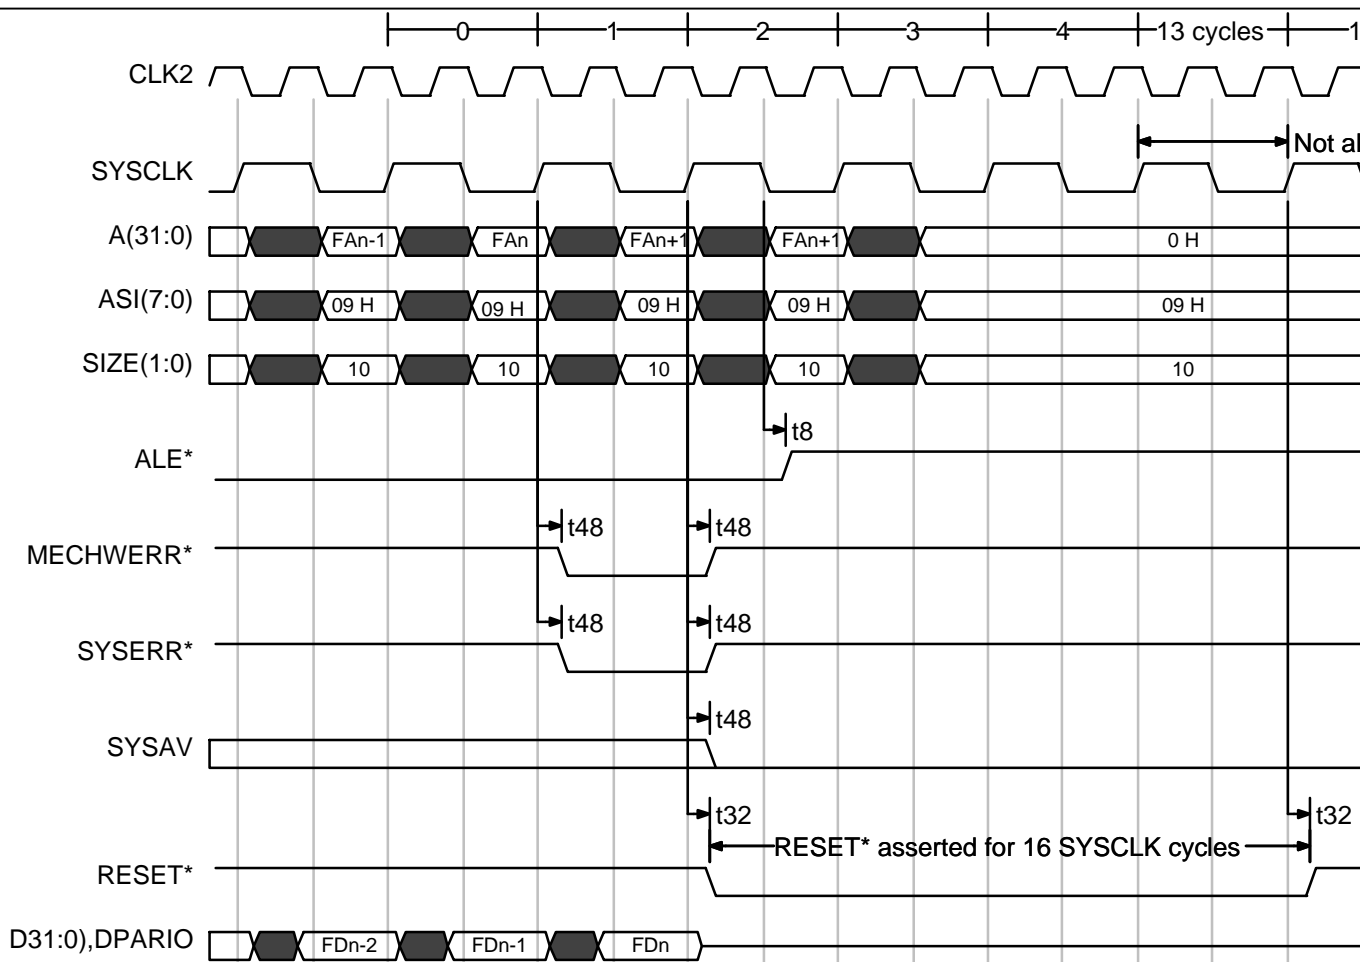 0 1 2 3 4 13 cycles 1
CLK2
Not al
SYSCLK
A(31:0) FAn-1 FAn FAn+1 FAn+1 0 H
ASI(7:0) 09 H 09 H 09 H 09 H 09 H
SIZE(1:0) 10 10 10 10 10
t8
ALE*
t48 t48
MECHWERR*
t48 t48
SYSERR*
t48
SYSAV
t32 t32
RESET* asserted for 16 SYSCLK cycles
RESET*
D31:0),DPARIO FDn-2 FDn-1 FDn